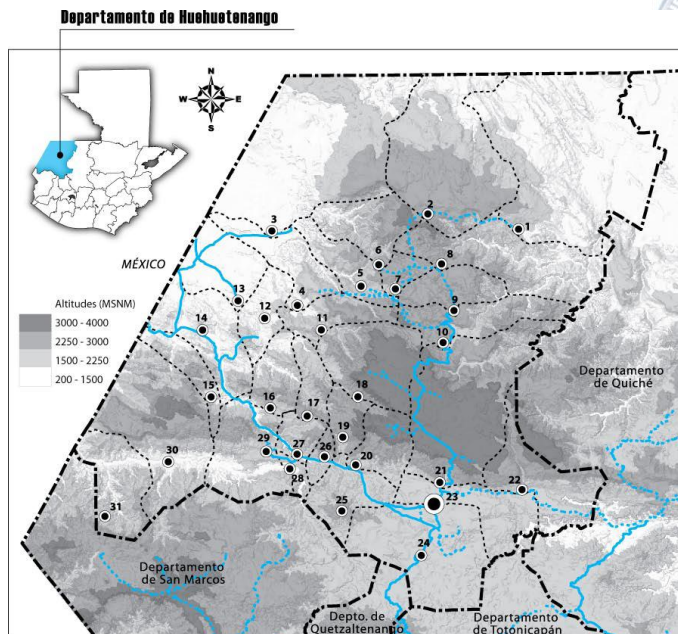 Departamento de Huehuetenango
N
W E
S
MÉXICO
Altitudes (MSNM)
3000 - 4000
2250 - 3000
1500 - 2250
200 - 1500
1
2
3
4
5
6
7
8
9
10
11
12
13
14
15
16
17
18
19
20
21
22
23
24
25
26
27
28
29
30
31
Departamento
de Quiché
Departamento
de San Marcos
Depto. de
Quetzaltenango
Departamento
de Totonicapán